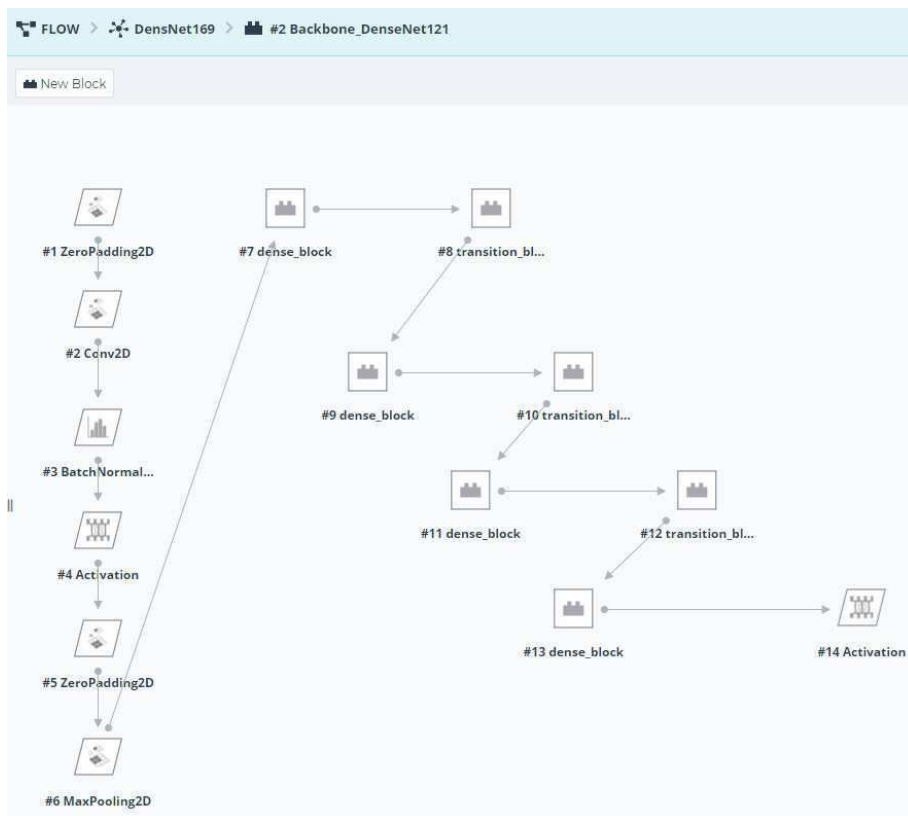 FLOW > DensNet169 > #2 Backbone_DenseNet121
New Block
#1 ZeroPadding2D
#2 Conv2D
#3 BatchNormal...
#4 Activation
#5 ZeroPadding2D
#6 MaxPooling2D
#7 dense_block
#8 transition_bl...
#9 dense_block
#10 transition_bl...
#11 dense_block
#12 transition_bl...
#13 dense_block
#14 Activation